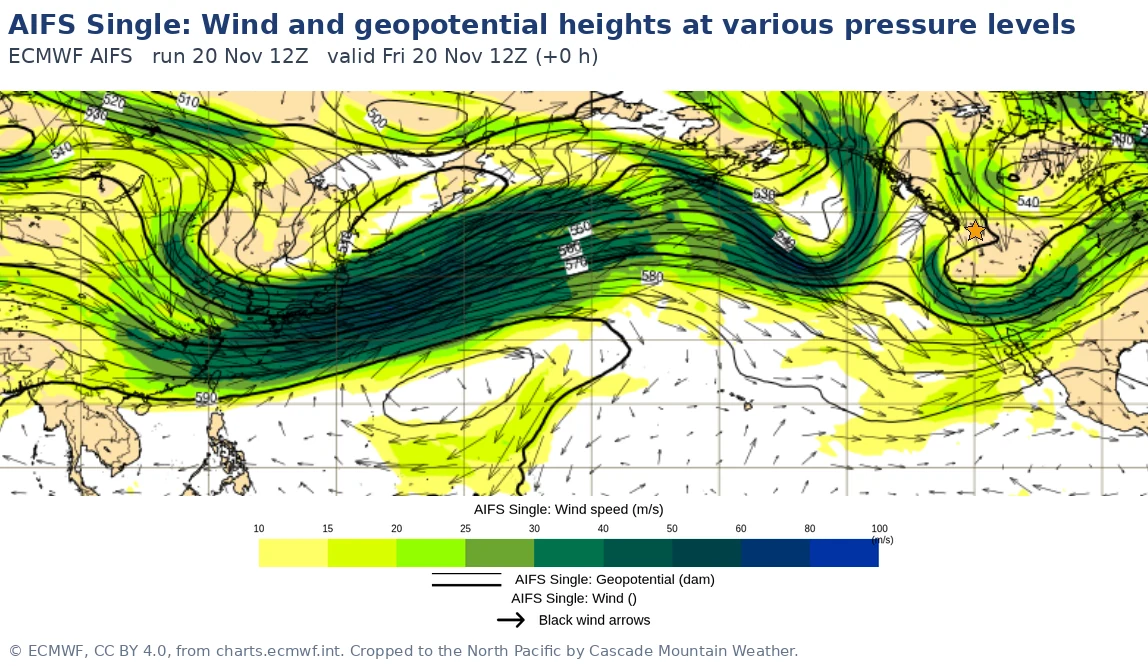 AIFS Single: Wind and geopotential heights at various pressure levels
ECMWF AIFS run 20 Nov 12Z valid Fri 20 Nov 12Z (+0 h)
520
510
530
500
540
530
540
540
550
560
570
580
590
AIFS Single: Wind speed (m/s)
10 15 20 25 30 40 50 60 80 100
(m/s)
AIFS Single: Geopotential (dam)
AIFS Single: Wind ()
Black wind arrows
© ECMWF, CC BY 4.0, from charts.ecmwf.int. Cropped to the North Pacific by Cascade Mountain Weather.